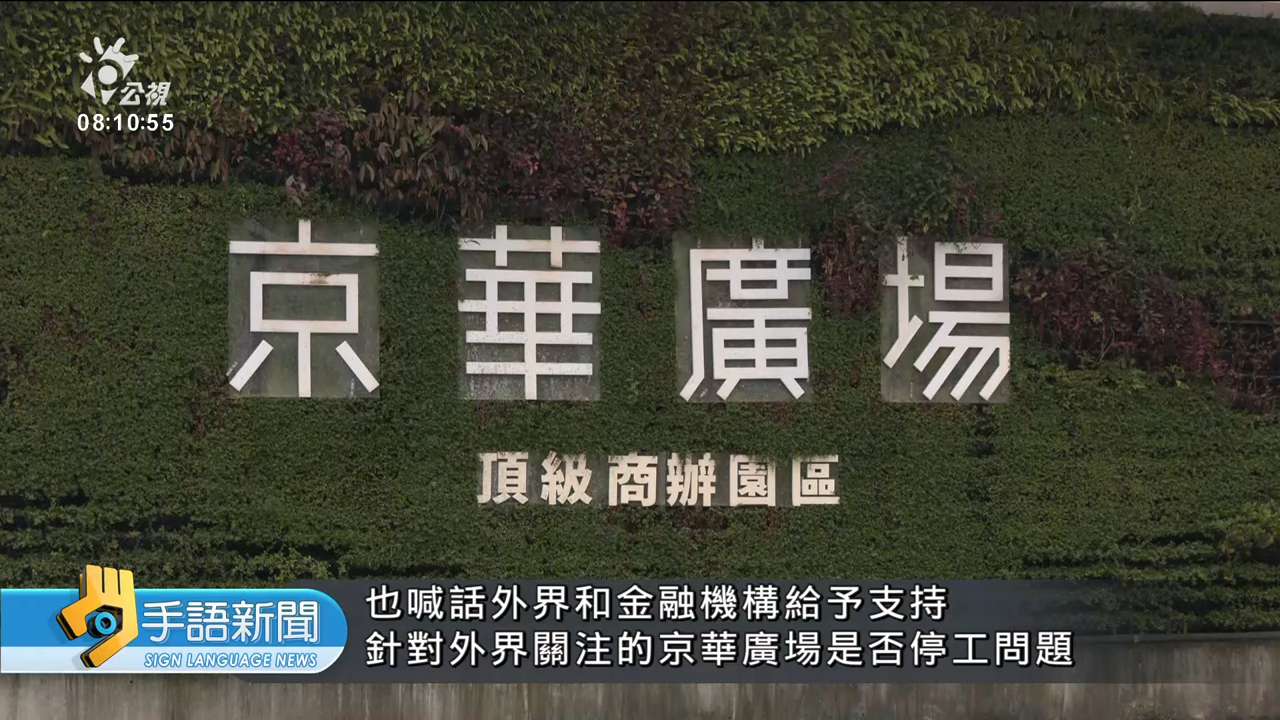 公視
08:10:55
京華廣場
頂級商辦園區
手語新聞
SIGN LANGUAGE NEWS
也喊話外界和金融機構給予支持
針對外界關注的京華廣場是否停工問題